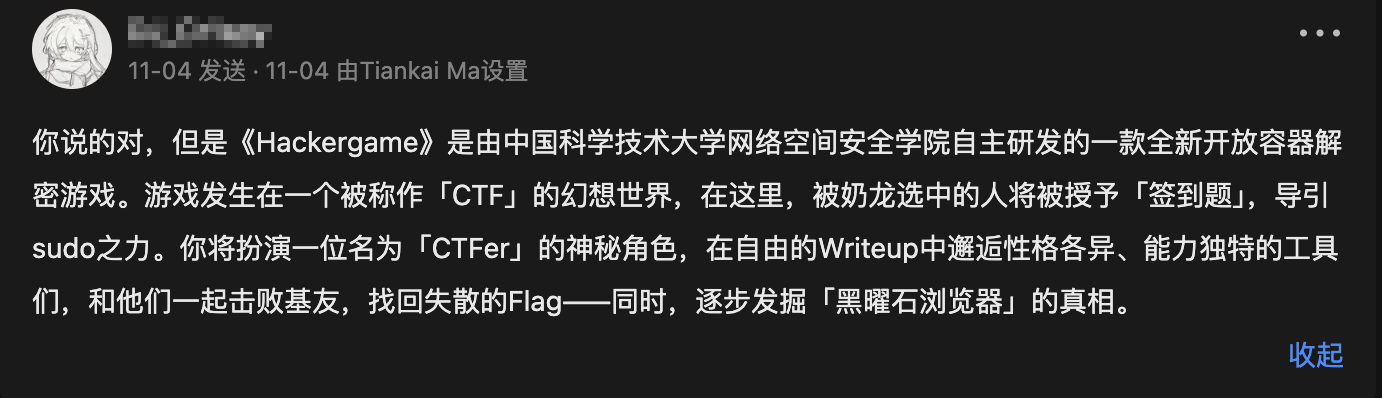 11-04 发送 · 11-04 由Tiankai Ma设置
你说的对，但是《Hackergame》是由中国科学技术大学网络空间安全学院自主研发的一款全新开放容器解
密游戏。游戏发生在一个被称作「CTF」的幻想世界，在这里，被奶龙选中的人将被授予「签到题」，导引
sudo之力。你将扮演一位名为「CTFer」的神秘角色，在自由的Writeup中邂逅性格各异、能力独特的工具
们，和他们一起击败基友，找回失散的Flag——同时，逐步发掘「黑曜石浏览器」的真相。
收起